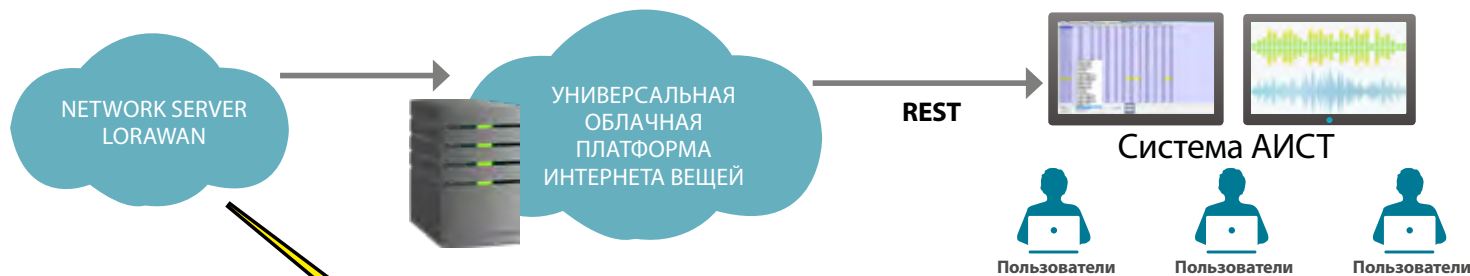 NETWORK SERVER
LORAWAN
УНИВЕРСАЛЬНАЯ
ОБЛАЧНАЯ
ПЛАТФОРМА
ИНТЕРНЕТА ВЕЩЕЙ
REST
Система АИСТ
Пользователи
Пользователи
Пользователи